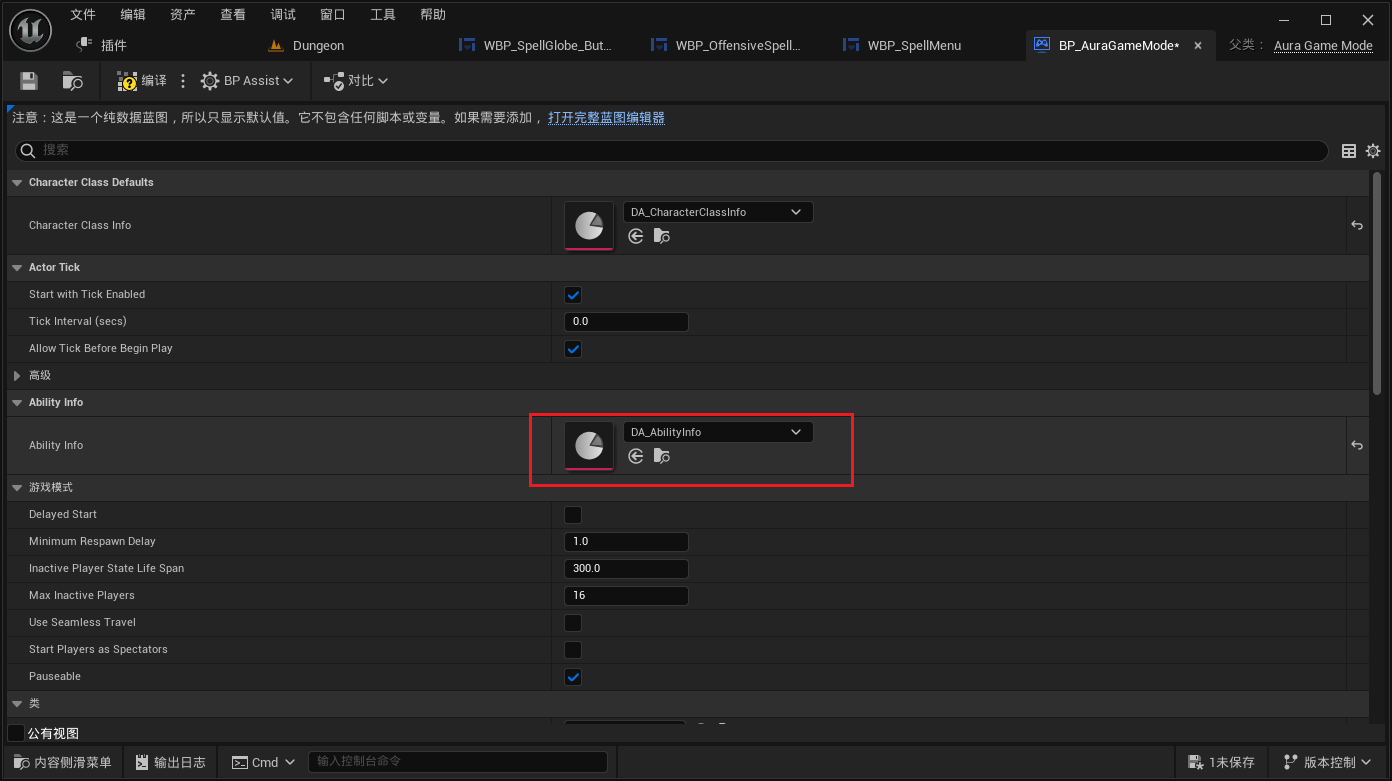 文件 编辑 资产 查看 调试 窗口 工具 帮助
插件 Dungeon WBP_SpellGlobe_But... WBP_OffensiveSpell... WBP_SpellMenu BP_AuraGameMode* 父类： Aura Game Mode
编译 BP Assist 对比
注意：这是一个纯数据蓝图，所以只显示默认值。它不包含任何脚本或变量。如果需要添加，打开完整蓝图编辑器
搜索
Character Class Defaults
Character Class Info DA_CharacterClassInfo
Actor Tick
Start with Tick Enabled
Tick Interval (secs) 0.0
Allow Tick Before Begin Play
高级
Ability Info
Ability Info DA_AbilityInfo
游戏模式
Delayed Start
Minimum Respawn Delay 1.0
Inactive Player State Life Span 300.0
Max Inactive Players 16
Use Seamless Travel
Start Players as Spectators
Pauseable
类
公有视图
内容侧滑菜单 输出日志 Cmd 输入控制台命令 1未保存 版本控制